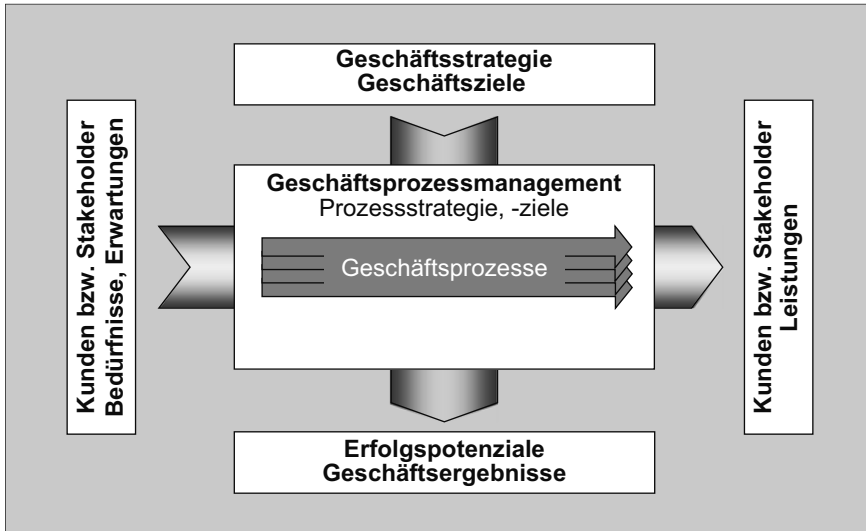 Geschäftsstrategie
Geschäftsziele
Kunden bzw. Stakeholder
Bedürfnisse, Erwartungen
Geschäftsprozessmanagement
Prozessstrategie, -ziele
Geschäftsprozesse
Kunden bzw. Stakeholder
Leistungen
Erfolgspotenziale
Geschäftsergebnisse